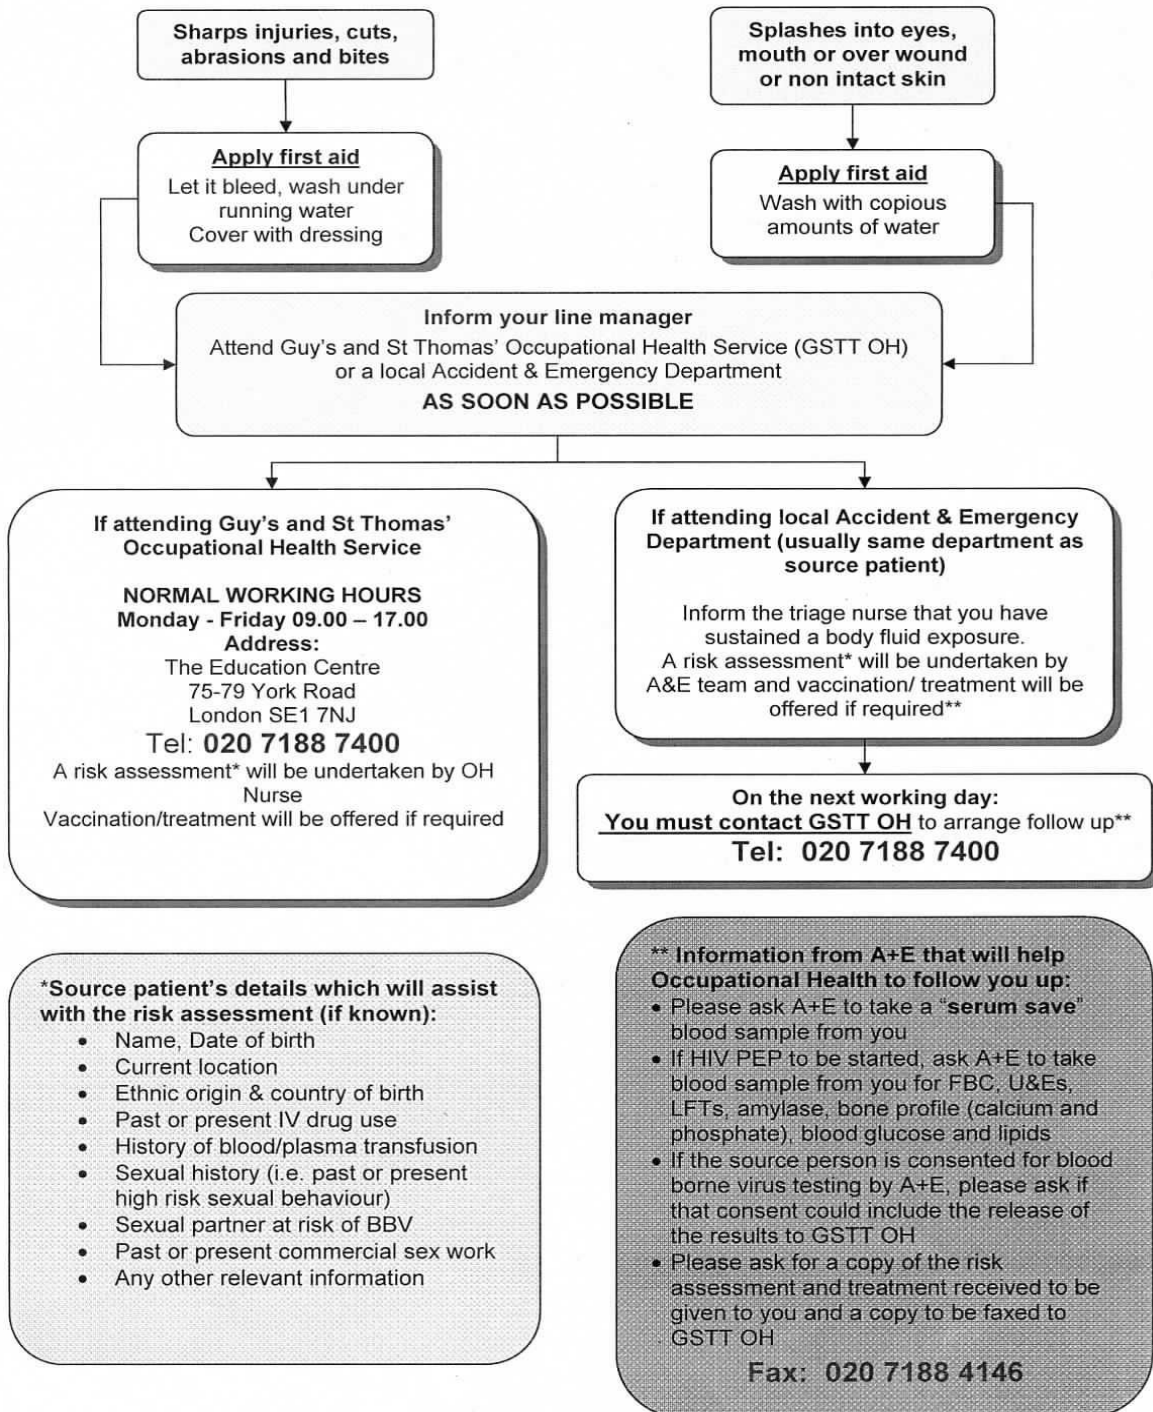 Sharps injuries, cuts,
abrasions and bites
Splashes into eyes,
mouth or over wound
or non intact skin
Apply first aid
Let it bleed, wash under
running water
Cover with dressing
Apply first aid
Wash with copious
amounts of water
Inform your line manager
Attend Guy's and St Thomas' Occupational Health Service (GSTT OH)
or a local Accident & Emergency Department
AS SOON AS POSSIBLE
If attending Guy's and St Thomas'
Occupational Health Service
NORMAL WORKING HOURS
Monday - Friday 09.00 – 17.00
Address:
The Education Centre
75-79 York Road
London SE1 7NJ
Tel: 020 7188 7400
A risk assessment* will be undertaken by OH
Nurse
Vaccination/treatment will be offered if required
If attending local Accident & Emergency
Department (usually same department as
source patient)
Inform the triage nurse that you have
sustained a body fluid exposure.
A risk assessment* will be undertaken by
A&E team and vaccination/ treatment will be
offered if required**
On the next working day:
You must contact GSTT OH to arrange follow up**
Tel: 020 7188 7400
*Source patient's details which will assist
with the risk assessment (if known):
• Name, Date of birth
• Current location
• Ethnic origin & country of birth
• Past or present IV drug use
• History of blood/plasma transfusion
• Sexual history (i.e. past or present
high risk sexual behaviour)
• Sexual partner at risk of BBV
• Past or present commercial sex work
• Any other relevant information
** Information from A+E that will help
Occupational Health to follow you up:
• Please ask A+E to take a "serum save"
blood sample from you
• If HIV PEP to be started, ask A+E to take
blood sample from you for FBC, U&Es,
LFTs, amylase, bone profile (calcium and
phosphate), blood glucose and lipids
• If the source person is consented for blood
borne virus testing by A+E, please ask if
that consent could include the release of
the results to GSTT OH
• Please ask for a copy of the risk
assessment and treatment received to be
given to you and a copy to be faxed to
GSTT OH
Fax: 020 7188 4146